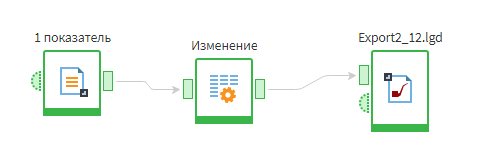 1 показатель
Изменение
Export2_12.lgd